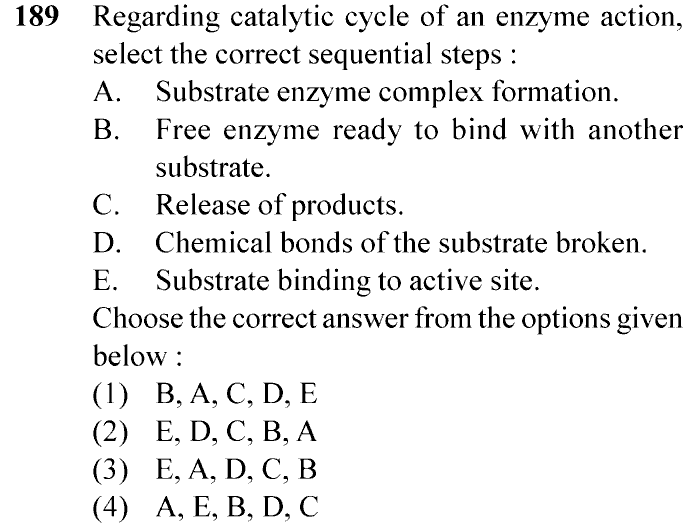 189 Regarding catalytic cycle of an enzyme action,
select the correct sequential steps :
A. Substrate enzyme complex formation.
B. Free enzyme ready to bind with another
substrate.
C. Release of products.
D. Chemical bonds of the substrate broken.
E. Substrate binding to active site.
Choose the correct answer from the options given
below :
(1) B, A, C, D, E
(2) E, D, C, B, A
(3) E, A, D, C, B
(4) A, E, B, D, C